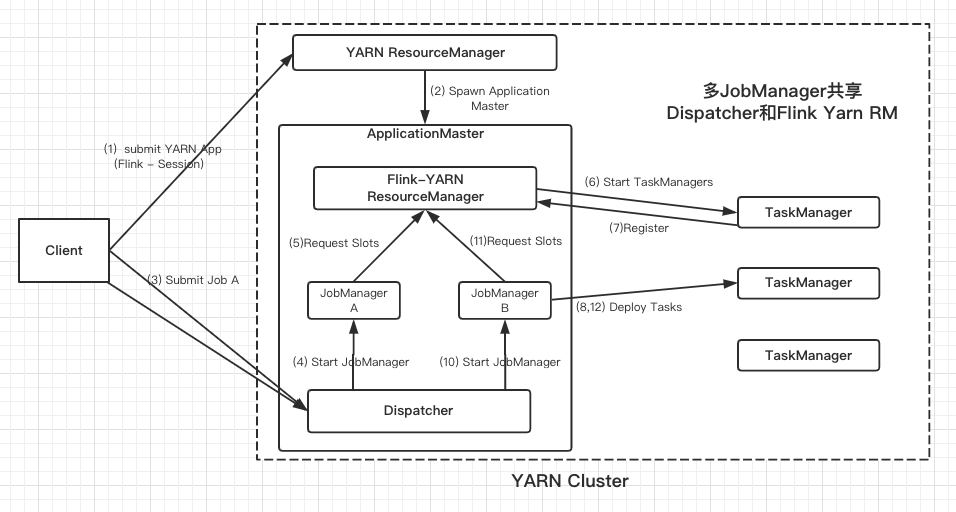 YARN ResourceManager
(2) Spawn Application
Master
多JobManager共享
Dispatcher和Flink Yarn RM
ApplicationMaster
(1) submit YARN App
(Flink - Session)
Flink-YARN
ResourceManager
(6) Start TaskManagers
TaskManager
(7)Register
Client
(5)Request Slots
(11)Request Slots
(3) Submit Job A
JobManager
A
JobManager
B
TaskManager
(8,12) Deploy Tasks
(4) Start JobManager
(10) Start JobManager
TaskManager
Dispatcher
YARN Cluster